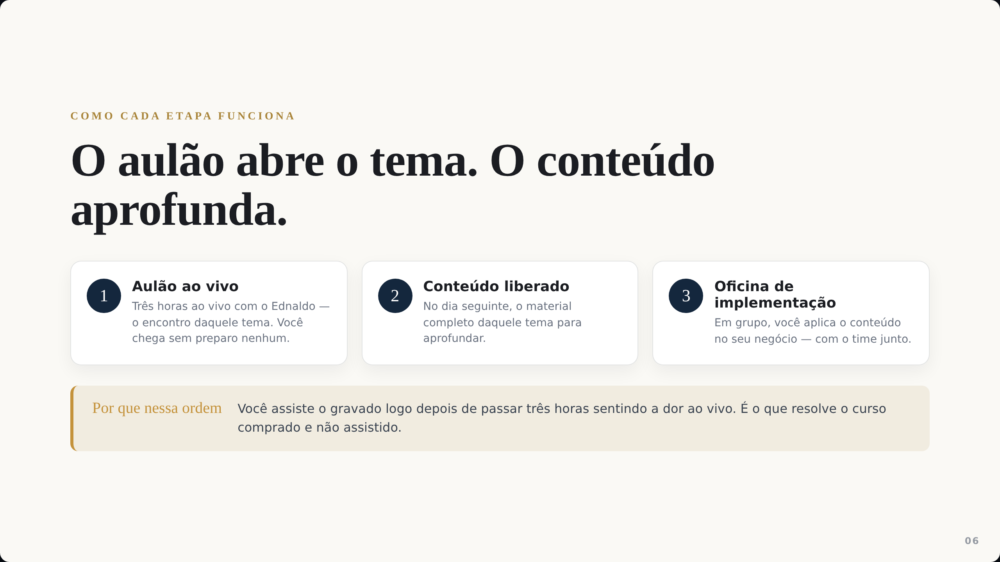 COMO CADA ETAPA FUNCIONA
O aulão abre o tema. O conteúdo
aprofunda.
1
Aulão ao vivo
Três horas ao vivo com o Ednaldo —
o encontro daquele tema. Você
chega sem preparo nenhum.
2
Conteúdo liberado
No dia seguinte, o material
completo daquele tema para
aprofundar.
3
Oficina de
implementação
Em grupo, você aplica o conteúdo
no seu negócio — com o time junto.
Por que nessa ordem
Você assiste o gravado logo depois de passar três horas sentindo a dor ao vivo. É o que resolve o curso
comprado e não assistido.
06